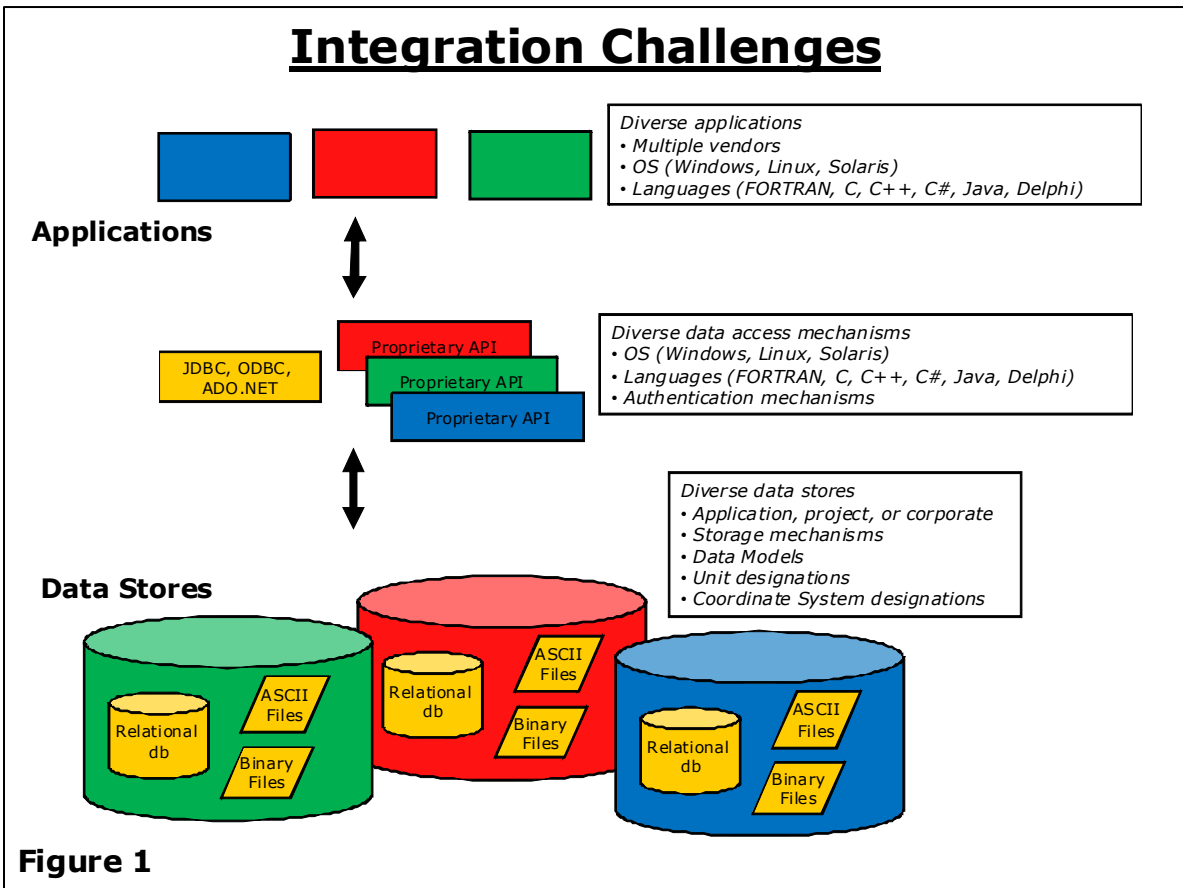 Integration Challenges
Diverse applications
• Multiple vendors
• OS (Windows, Linux, Solaris)
• Languages (FORTRAN, C, C++, C#, Java, Delphi)
Applications
JDBC, ODBC,
ADO.NET
Proprietary API
Proprietary API
Proprietary API
Diverse data access mechanisms
• OS (Windows, Linux, Solaris)
• Languages (FORTRAN, C, C++, C#, Java, Delphi)
• Authentication mechanisms
Diverse data stores
• Application, project, or corporate
• Storage mechanisms
• Data Models
• Unit designations
• Coordinate System designations
Data Stores
Relational
db
ASCII
Files
Binary
Files
Relational
db
ASCII
Files
Binary
Files
Relational
db
ASCII
Files
Binary
Files
Figure 1